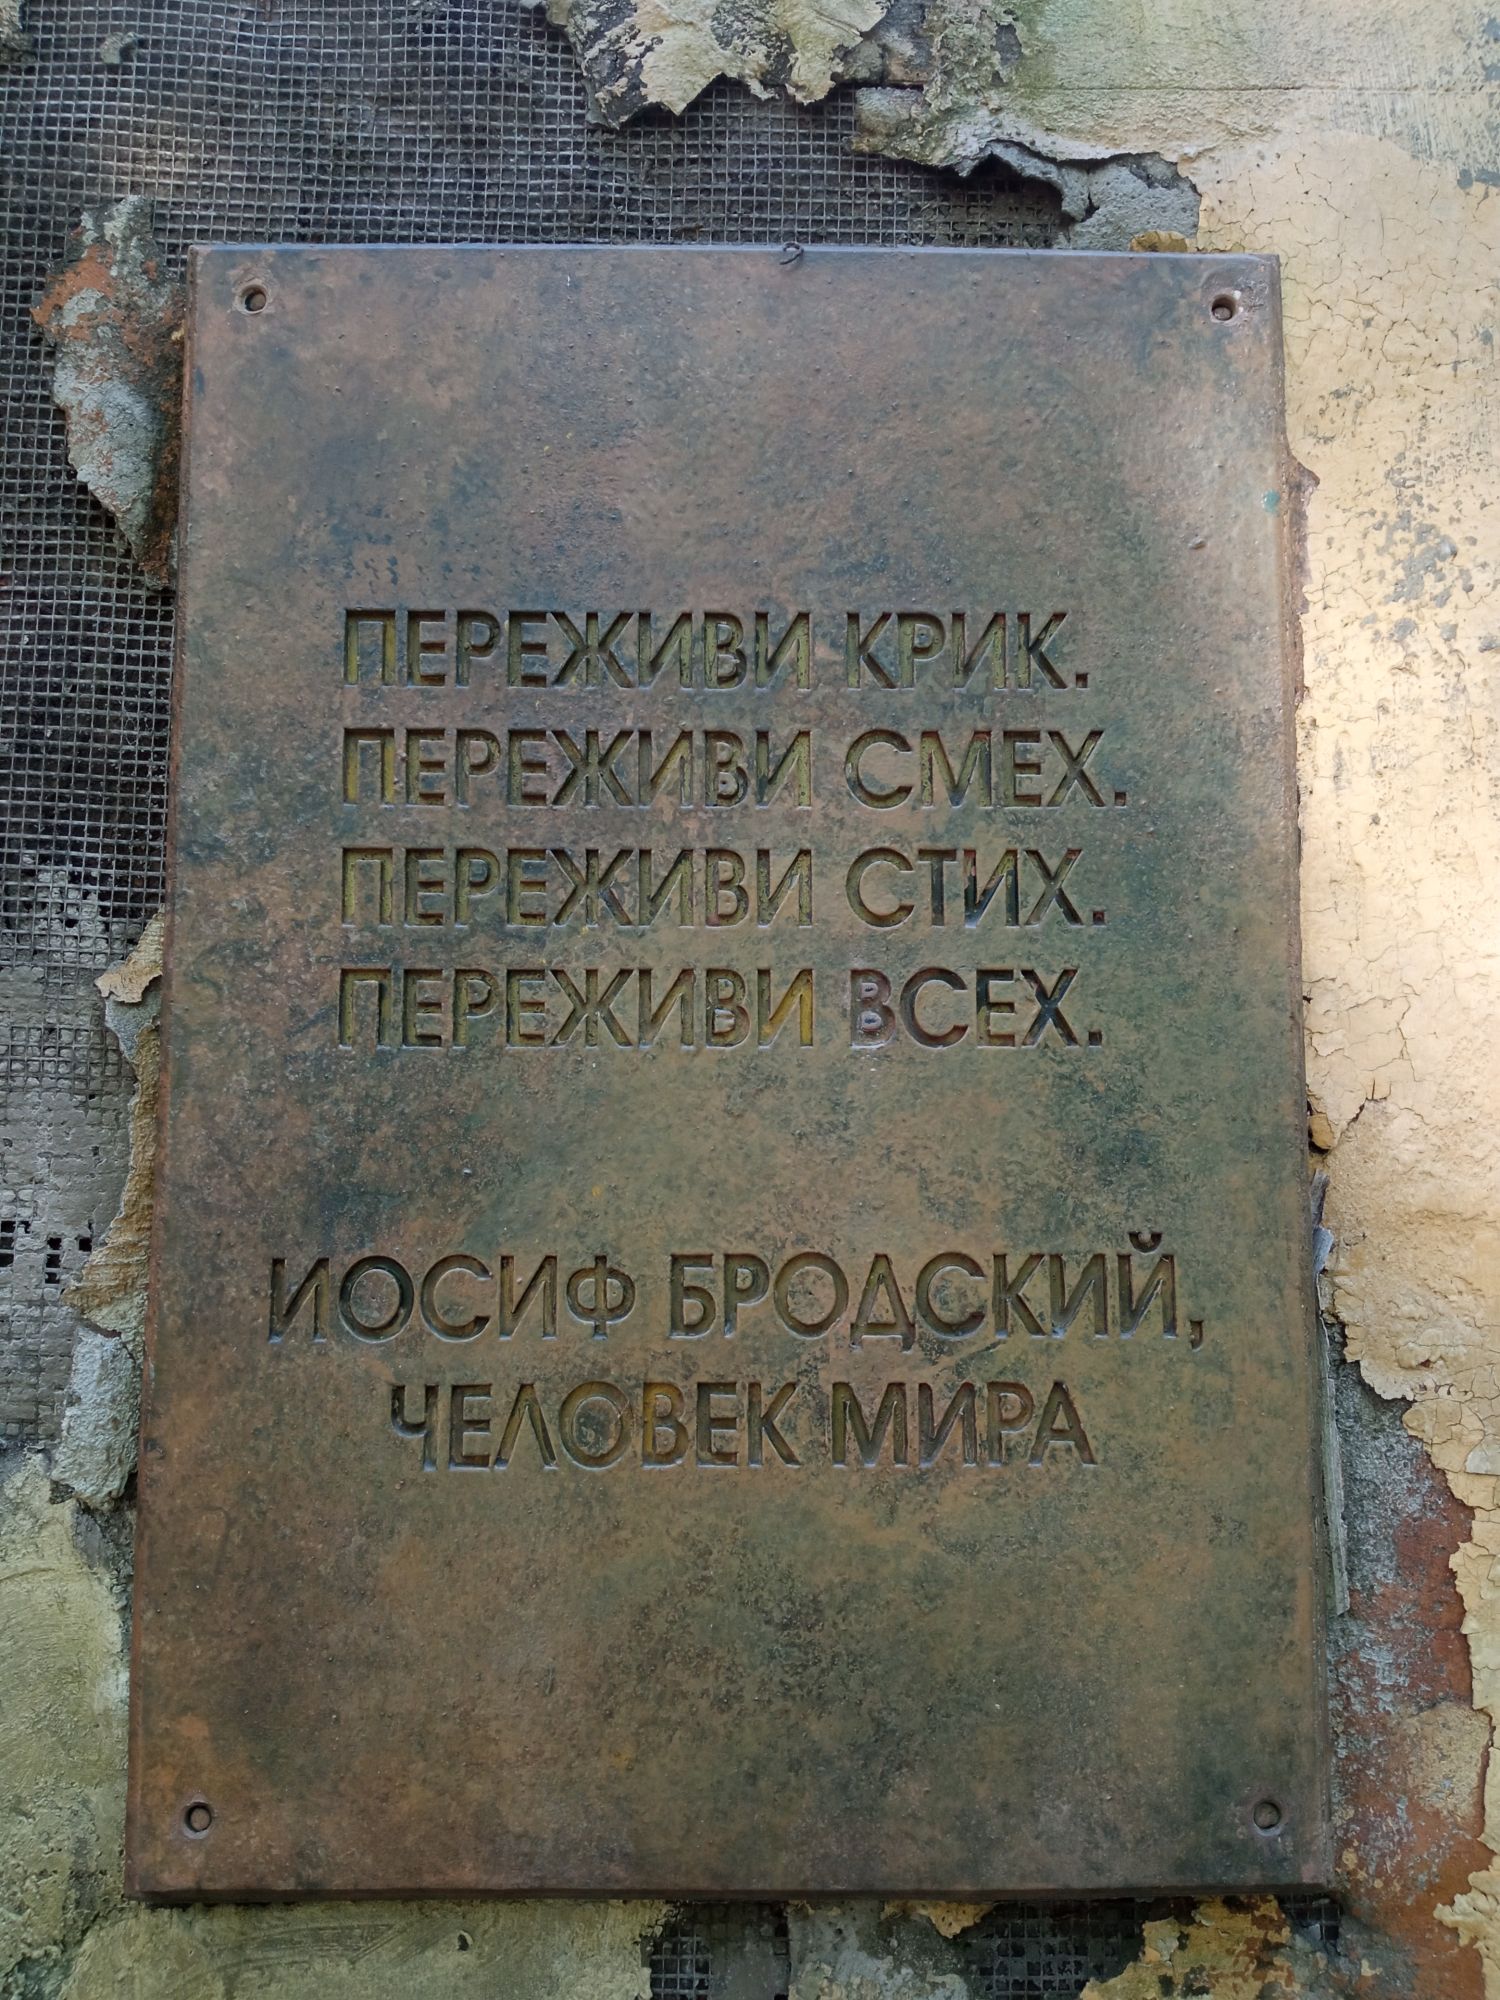 ПЕРЕЖИВИ КРИК.
ПЕРЕЖИВИ СМЕХ.
ПЕРЕЖИВИ СТИХ.
ПЕРЕЖИВИ ВСЕХ.
ИОСИФ БРОДСКИЙ,
ЧЕЛОВЕК МИРА